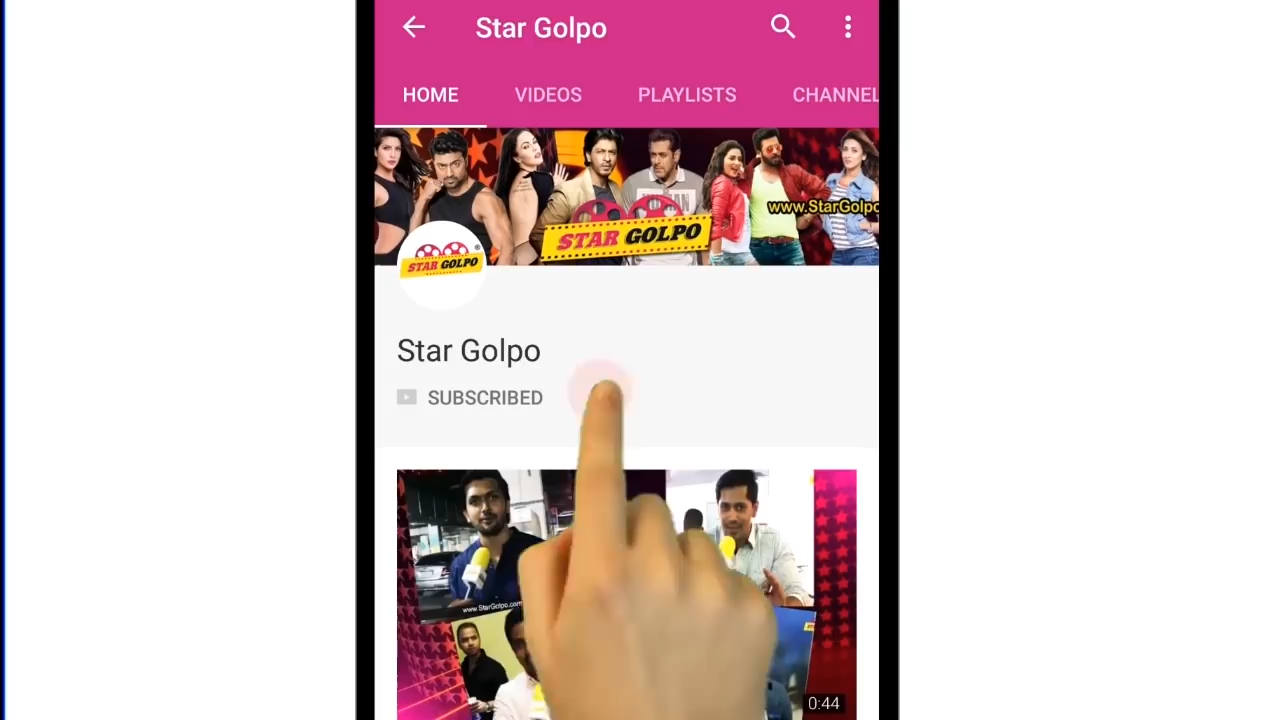 Star Golpo
HOME VIDEOS PLAYLISTS CHANNEL
www.StarGolpo
STAR GOLPO
STAR GOLPO
Star Golpo
SUBSCRIBED
www.StarGolpo.com
0:44